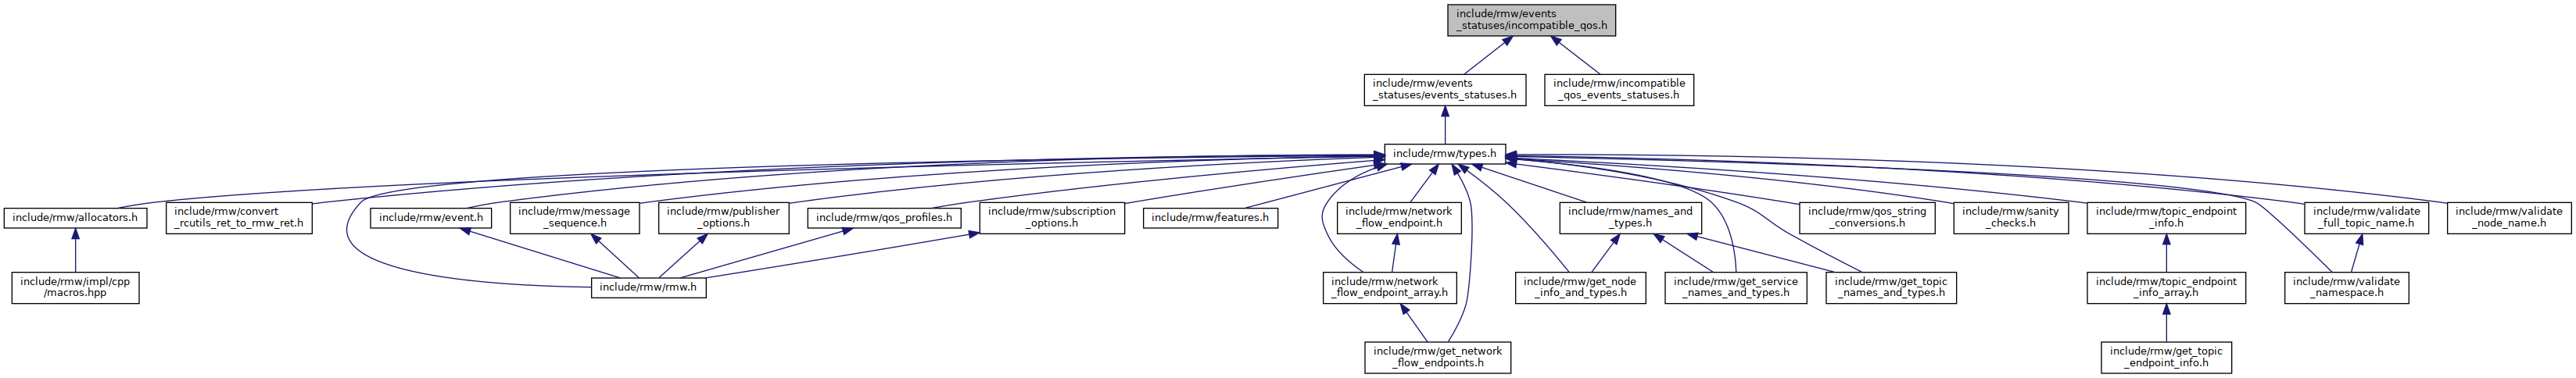 include/rmw/events
_statuses/incompatible_qos.h
include/rmw/events
_statuses/events_statuses.h
include/rmw/incompatible
_qos_events_statuses.h
include/rmw/types.h
include/rmw/allocators.h
include/rmw/convert
_rcutils_ret_to_rmw_ret.h
include/rmw/event.h
include/rmw/message
_sequence.h
include/rmw/publisher
_options.h
include/rmw/qos_profiles.h
include/rmw/subscription
_options.h
include/rmw/features.h
include/rmw/network
_flow_endpoint.h
include/rmw/names_and
_types.h
include/rmw/qos_string
_conversions.h
include/rmw/sanity
_checks.h
include/rmw/topic_endpoint
_info.h
include/rmw/validate
_full_topic_name.h
include/rmw/validate
_node_name.h
include/rmw/impl/cpp
/macros.hpp
include/rmw/rmw.h
include/rmw/network
_flow_endpoint_array.h
include/rmw/get_node
_info_and_types.h
include/rmw/get_service
_names_and_types.h
include/rmw/get_topic
_names_and_types.h
include/rmw/topic_endpoint
_info_array.h
include/rmw/validate
_namespace.h
include/rmw/get_network
_flow_endpoints.h
include/rmw/get_topic
_endpoint_info.h